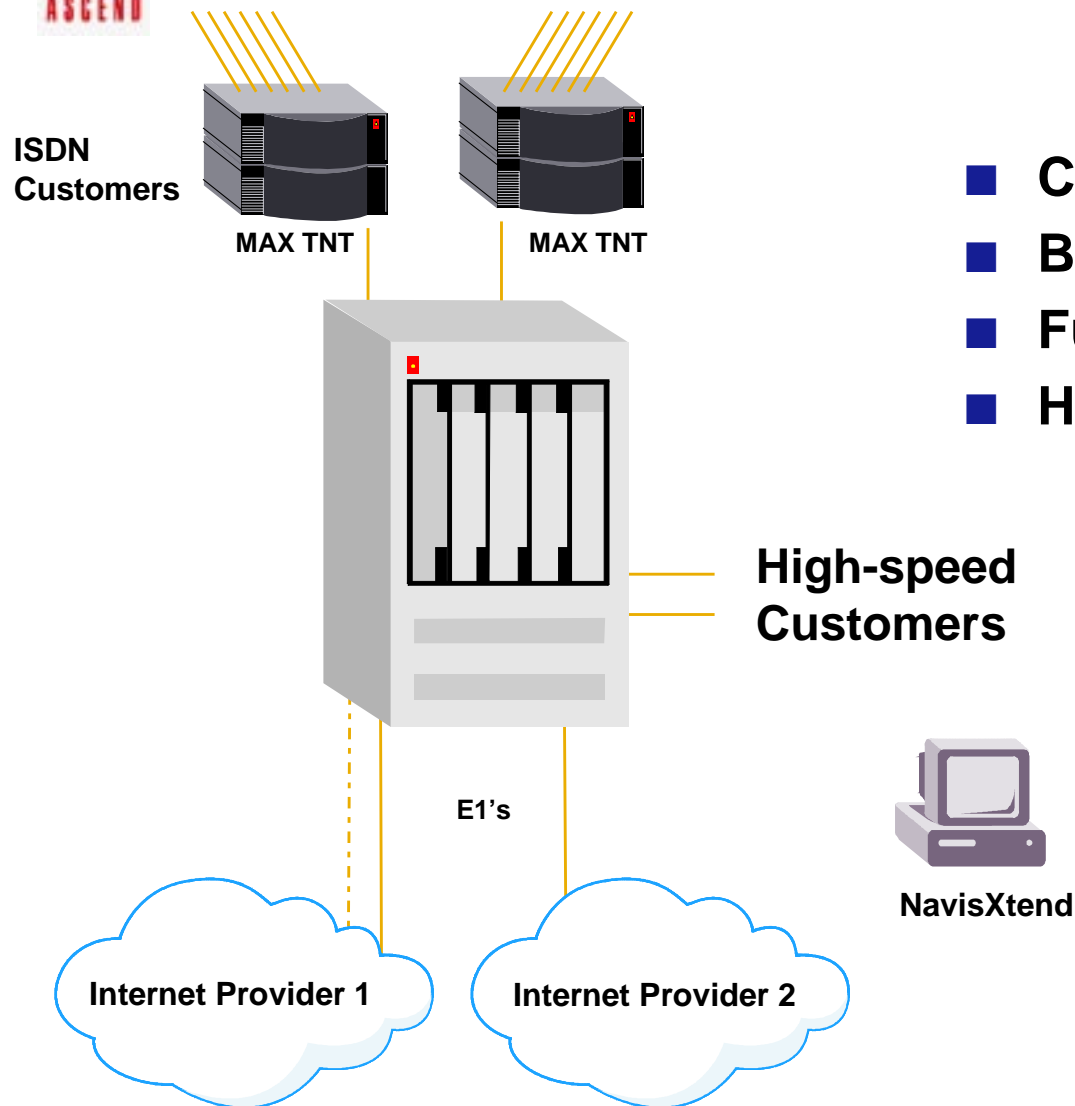 ASCEND
ISDN
Customers
MAX TNT
MAX TNT
C
B
Fu
H
High-speed
Customers
E1's
NavisXtend
Internet Provider 1
Internet Provider 2